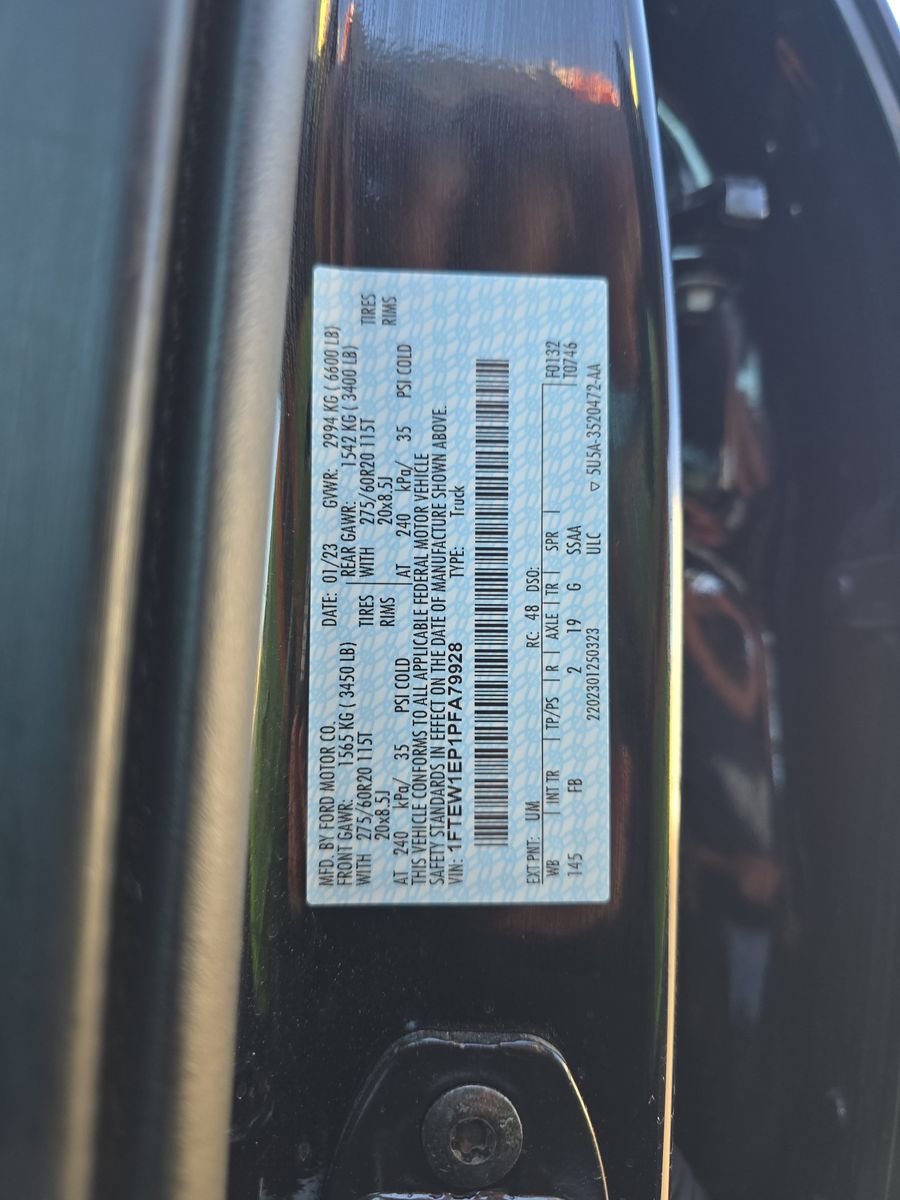 MFD. BY FORD MOTOR CO.
DATE: 01/23 GVWR: 2994 KG ( 6600 LB)
FRONT GAWR: 1565 KG ( 3450 LB) REAR GAWR: 1542 KG ( 3400 LB)
WITH 275/60R20 115T TIRES WITH 275/60R20 115T TIRES
20x8.5J RIMS 20x8.5J RIMS
AT 240 kPa/ 35 PSI COLD AT 240 kPa/ 35 PSI COLD
THIS VEHICLE CONFORMS TO ALL APPLICABLE FEDERAL MOTOR VEHICLE
SAFETY STANDARDS IN EFFECT ON THE DATE OF MANUFACTURE SHOWN ABOVE.
VIN: 1FTEW1EP1PFA79928 TYPE: Truck
EXT PNT: UM RC: 48 DSO: F0132
WB INT TR TP/PS R AXLE TR SPR T0746
145 FB 2 19 G SSAA
2202301250323 ULC ▽ 5U5A-3520472-AA